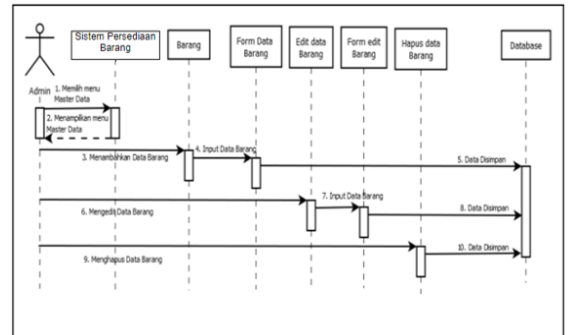 Sistem Persediaan
Barang
Barang
Form Data
Barang
Edit data
Barang
Form edit
Barang
Hapus data
Barang
Database
Admin
1. Memilih menu
Master Data
2. Menampilkan menu
Master Data
3. Menambahkan Data Barang
4. Input Data Barang
5. Data Disimpan
6. Mengedit Data Barang
7. Input Data Barang
8. Data Disimpan
9. Menghapus Data Barang
10. Data Disimpan